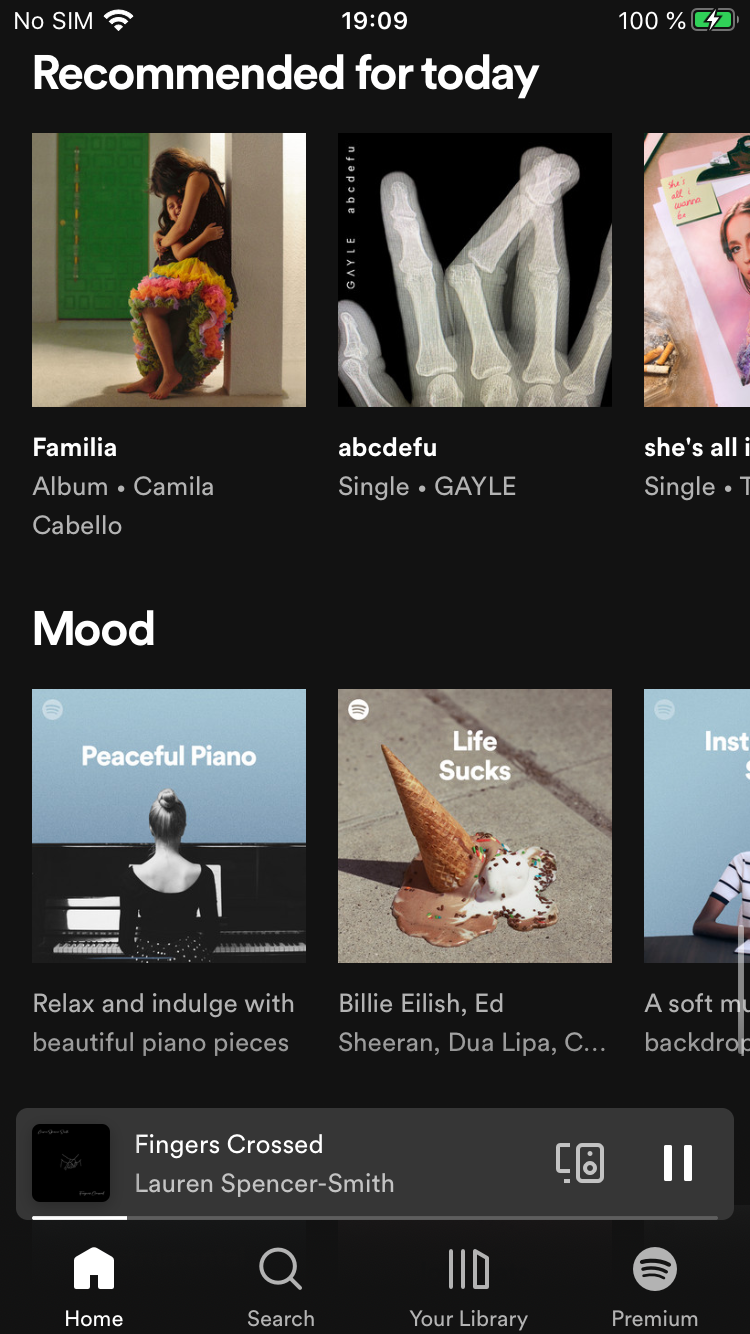 No SIM 19:09 100 %
Recommended for today
GAYLE abcdefu
she's
all i
wanna
be
Familia
Album • Camila
Cabello
abcdefu
Single • GAYLE
she's all i
Single • T
Mood
Peaceful Piano
Life
Sucks
Inst
S
Relax and indulge with
beautiful piano pieces
Billie Eilish, Ed
Sheeran, Dua Lipa, C...
A soft mu
backdrop
Fingers Crossed
Lauren Spencer-Smith
Home
Search
Your Library
Premium